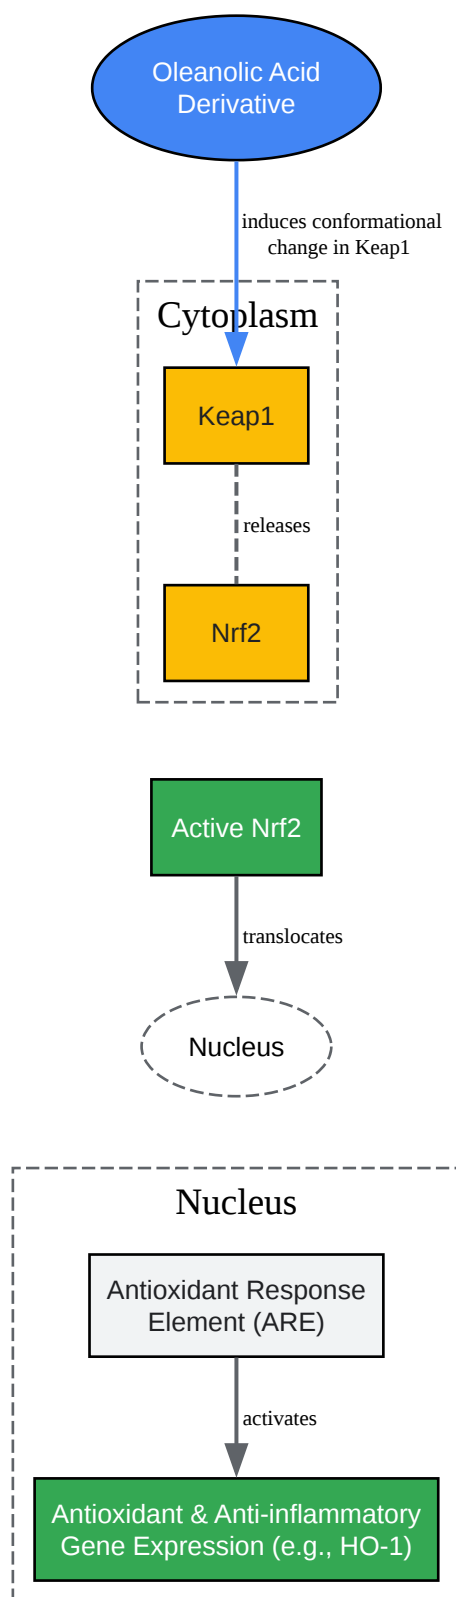 Oleanolic Acid
Derivative
induces conformational
change in Keap1
Cytoplasm
Keap1
releases
Nrf2
Active Nrf2
translocates
Nucleus
Nucleus
Antioxidant Response
Element (ARE)
activates
Antioxidant & Anti-inflammatory
Gene Expression (e.g., HO-1)